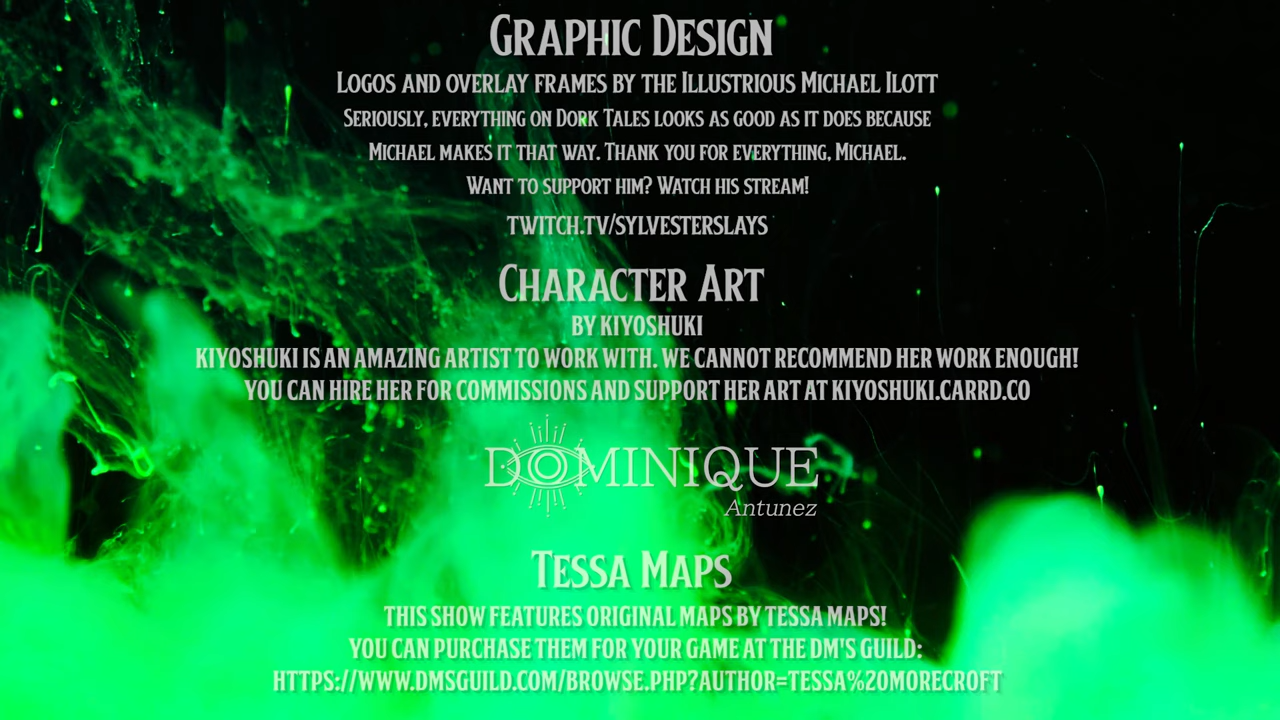 Graphic Design
Logos and overlay frames by the Illustrious Michael Ilott
Seriously, everything on Dork Tales looks as good as it does because
Michael makes it that way. Thank you for everything, Michael.
Want to support him? Watch his stream!
twitch.tv/sylvesterslays
Character Art
by Kiyoshuki
Kiyoshuki is an amazing artist to work with. We cannot recommend her work enough!
You can hire her for commissions and support her art at kiyoshuki.carrd.co
DOMINIQUE
Antunez
Tessa Maps
This show features original maps by Tessa Maps!
You can purchase them for your game at the DM's Guild:
https://www.dmsguild.com/browse.php?author=Tessa%20Morecroft